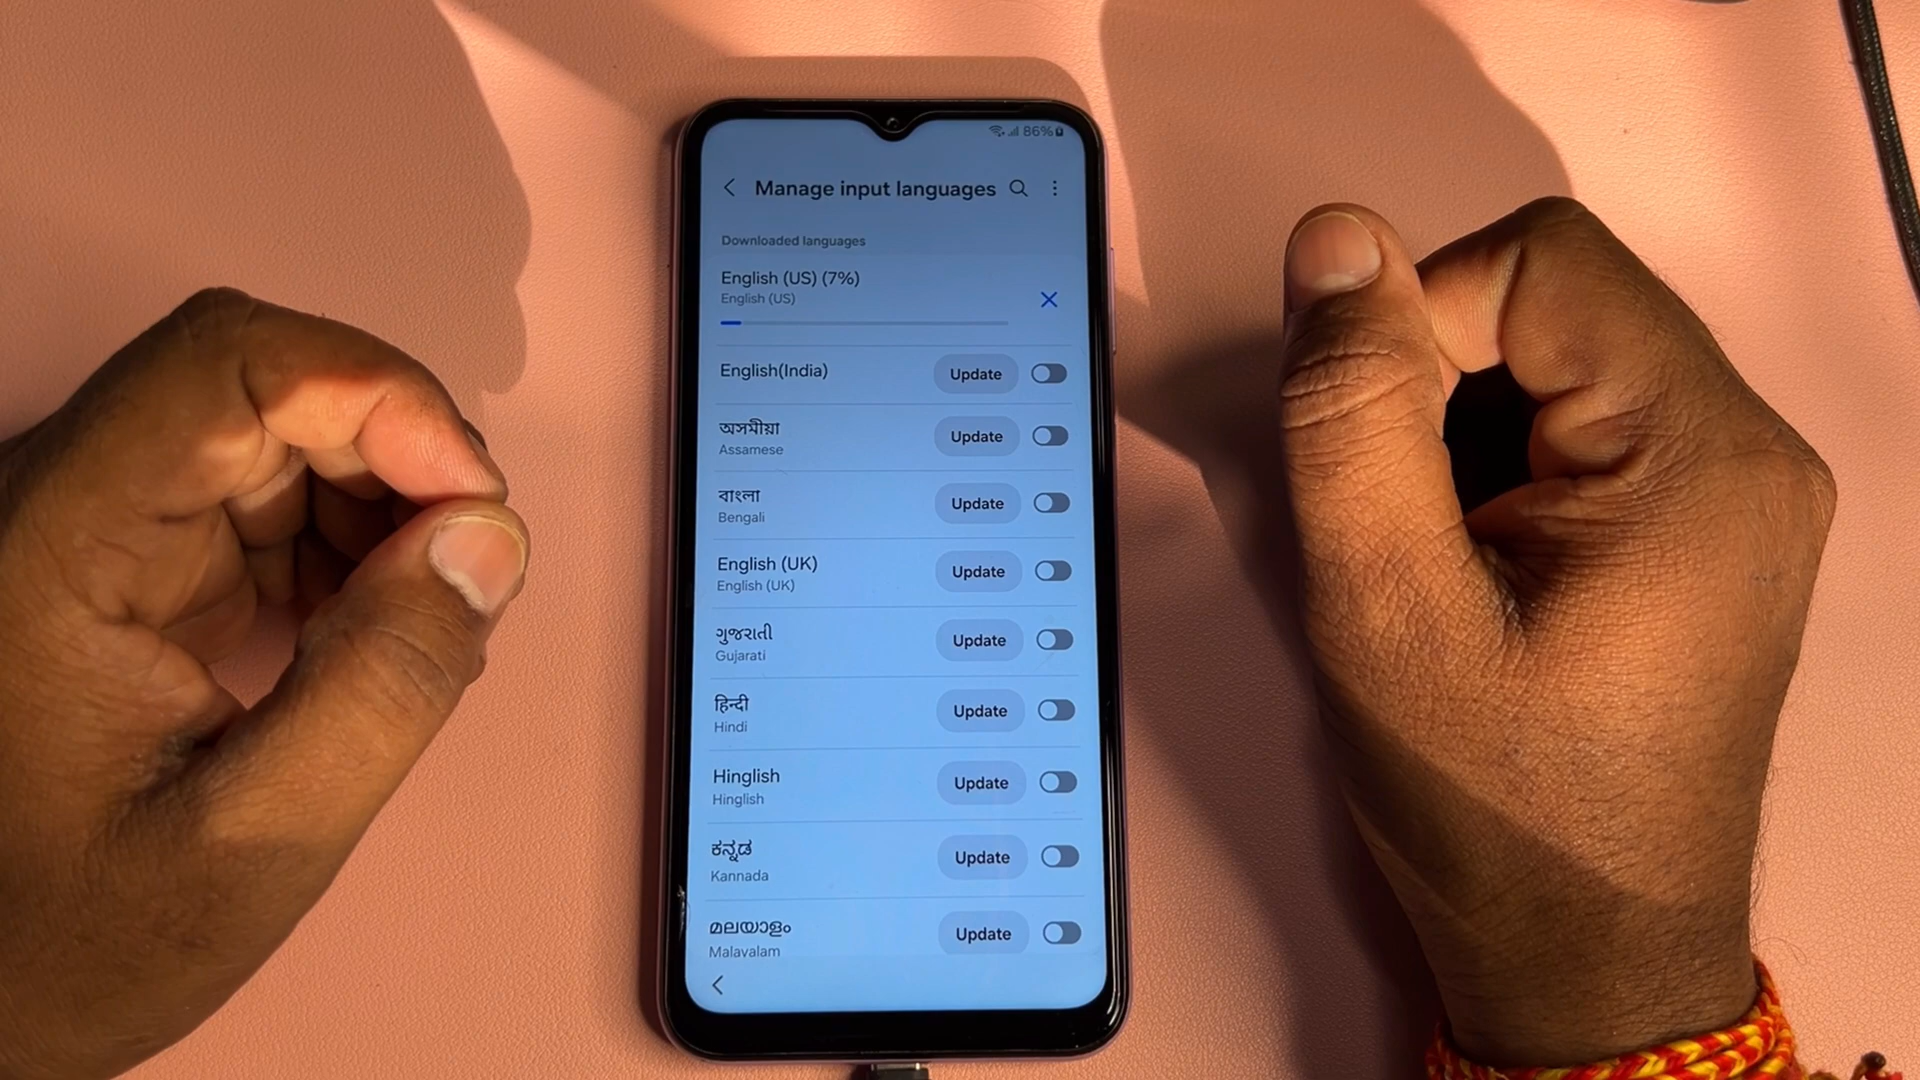 86%
Manage input languages
Downloaded languages
English (US) (7%)
English (US)
English(India)
Update
অসমীয়া
Update
Assamese
বাংলা
Update
Bengali
English (UK)
Update
English (UK)
ગુજરાતી
Update
Gujarati
हिन्दी
Update
Hindi
Hinglish
Update
Hinglish
ಕನ್ನಡ
Update
Kannada
മലയാളം
Update
Malayalam